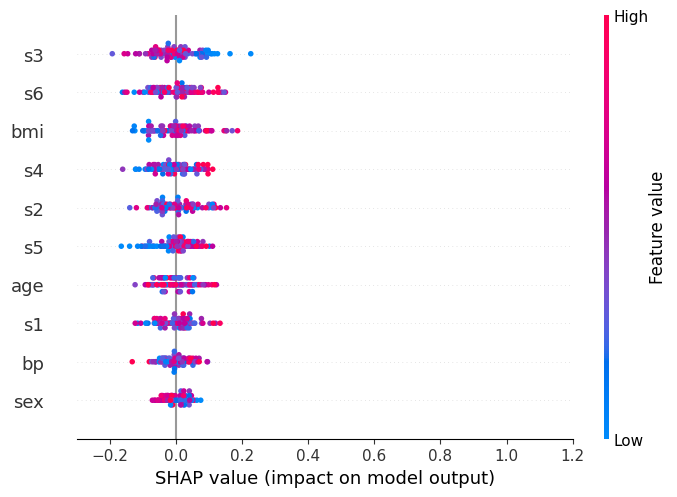 High
s3
s6
bmi
s4
s2
s5
age
s1
bp
sex
Low
−0.2 0.0 0.2 0.4 0.6 0.8 1.0 1.2
SHAP value (impact on model output)
Feature value